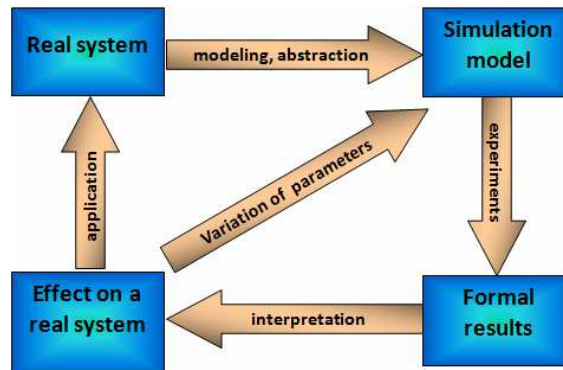 Real system
modeling, abstraction
Simulation
model
experiments
Variation of parameters
application
Effect on a
real system
interpretation
Formal
results